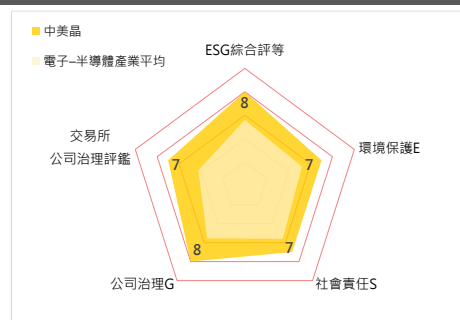 中美晶
電子–半導體產業平均
ESG綜合評等
8
交易所
公司治理評鑑
7
7
環境保護E
8
7
公司治理G
社會責任S